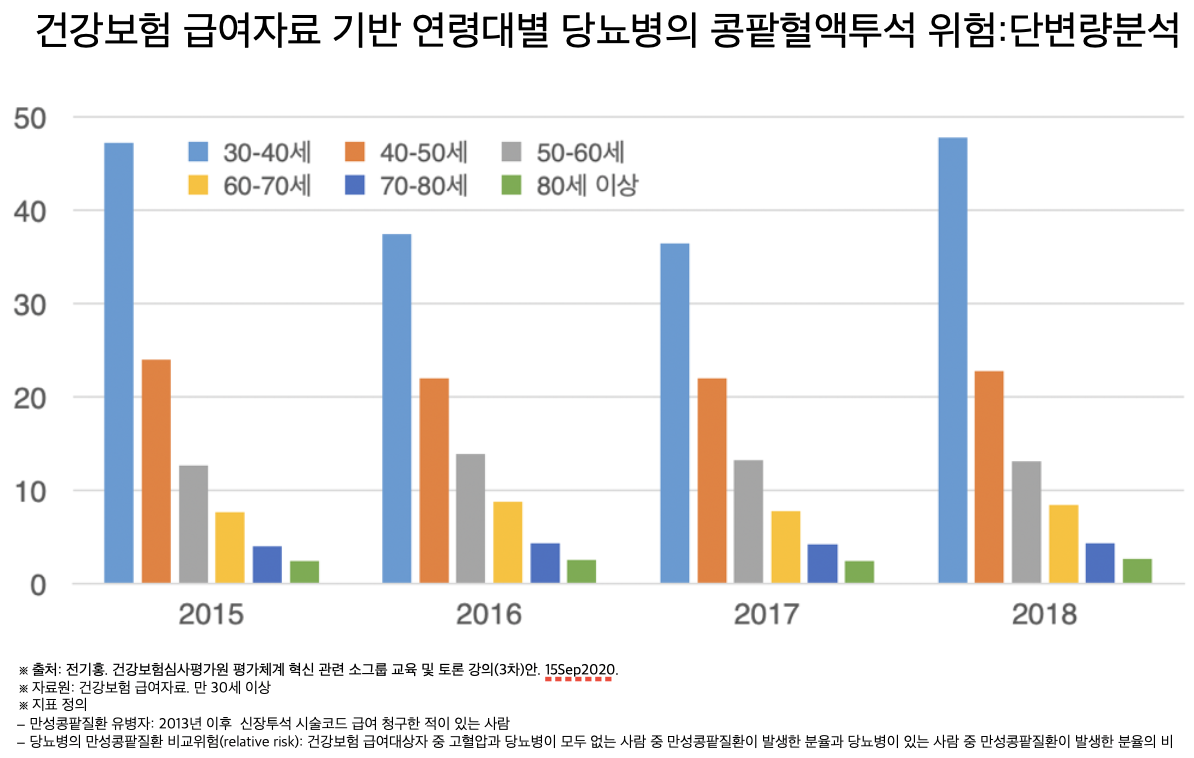 건강보험 급여자료 기반 연령대별 당뇨병의 콩팥혈액투석 위험:단변량분석
50
30-40세 40-50세 50-60세
60-70세 70-80세 80세 이상
40
30
20
10
0
2015 2016 2017 2018
※ 출처: 전기홍. 건강보험심사평가원 평가체계 혁신 관련 소그룹 교육 및 토론 강의(3차)안. 15Sep2020.
※ 자료원: 건강보험 급여자료. 만 30세 이상
※ 지표 정의
– 만성콩팥질환 유병자: 2013년 이후 신장투석 시술코드 급여 청구한 적이 있는 사람
– 당뇨병의 만성콩팥질환 비교위험(relative risk): 건강보험 급여대상자 중 고혈압과 당뇨병이 모두 없는 사람 중 만성콩팥질환이 발생한 분율과 당뇨병이 있는 사람 중 만성콩팥질환이 발생한 분율의 비